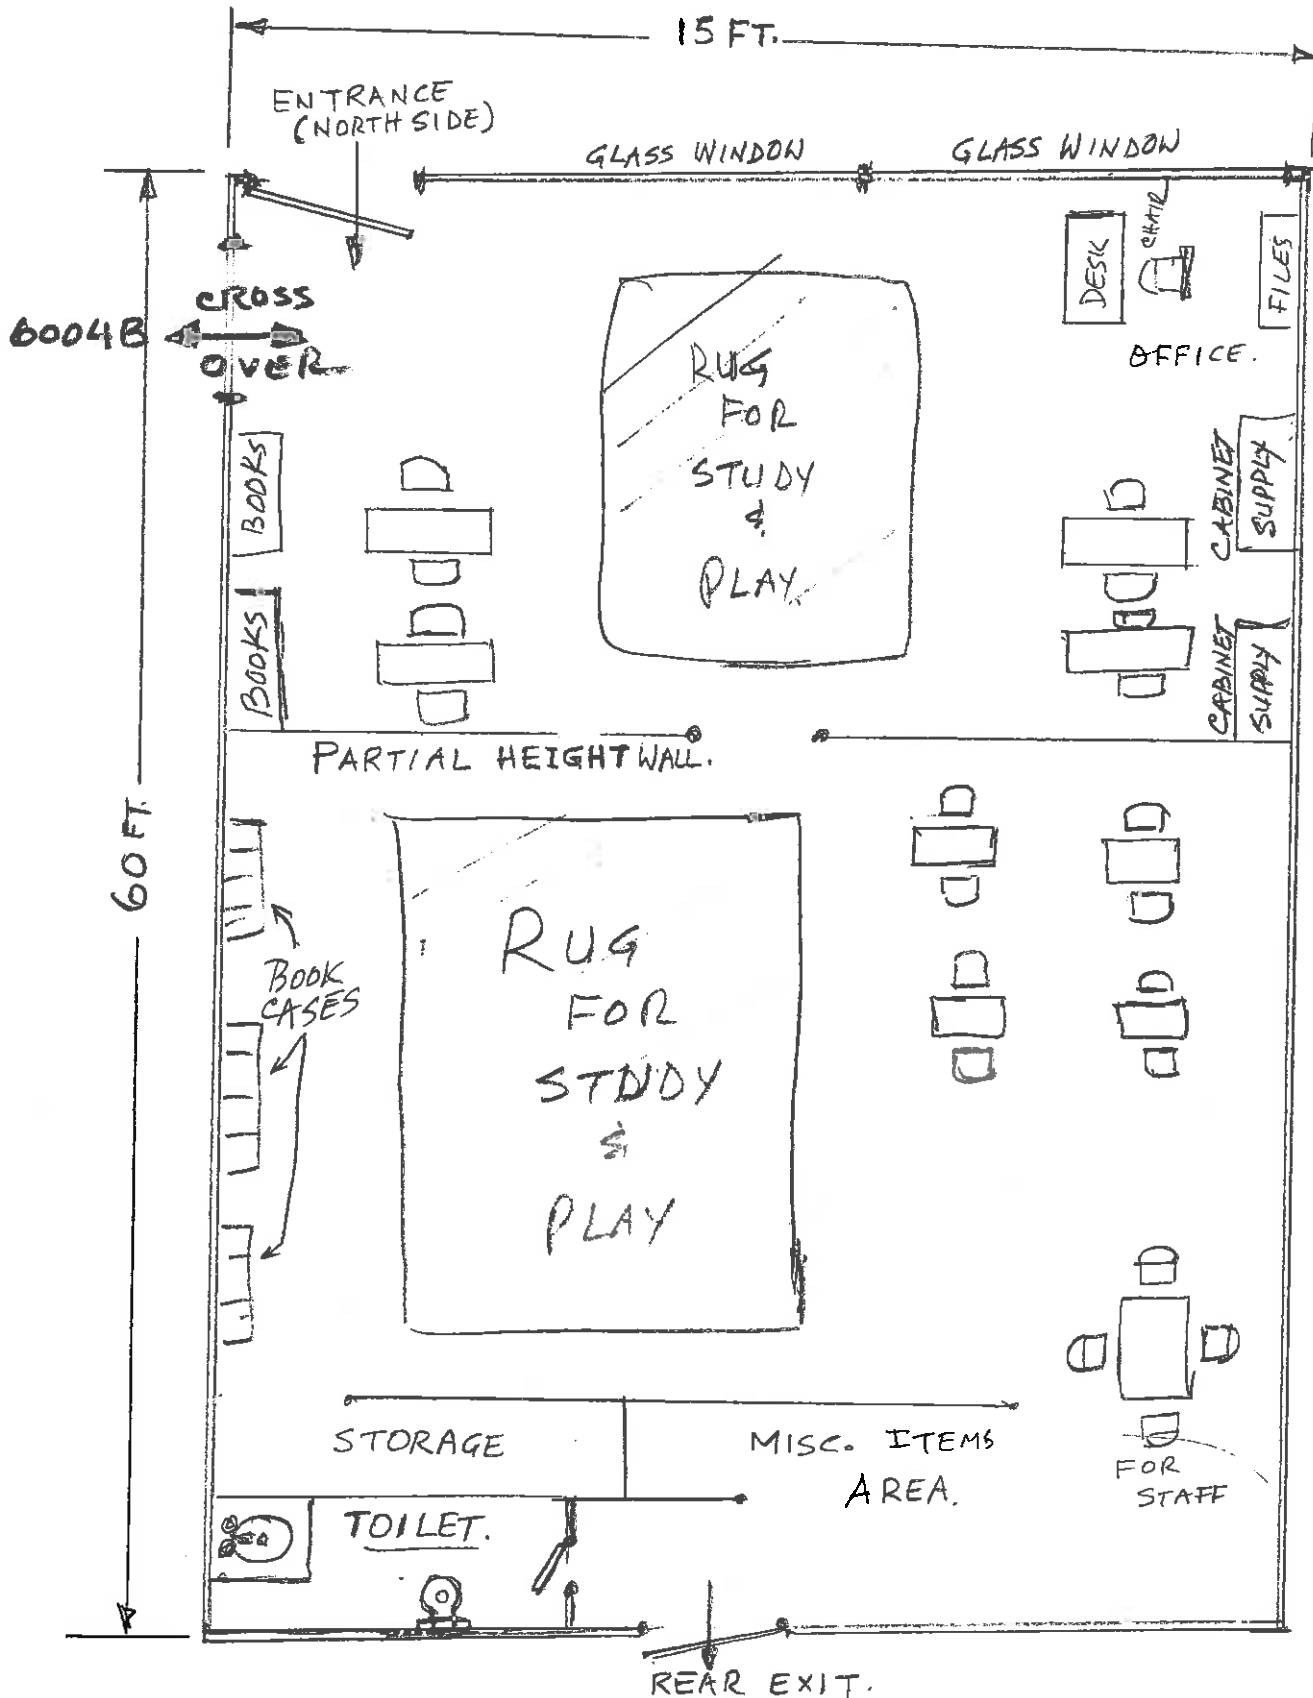 15 FT.
ENTRANCE
(NORTH SIDE)
GLASS WINDOW
GLASS WINDOW
DESK
CHAIR
FILES
OFFICE.
6004B
CROSS
OVER
RUG
FOR
STUDY
&
PLAY
BOOKS
BOOKS
CABINET
SUPPLY
CABINET
SUPPLY
PARTIAL HEIGHT WALL.
60 FT.
BOOK
CASES
RUG
FOR
STUDY
&
PLAY
STORAGE
MISC. ITEMS
AREA.
FOR
STAFF
TOILET.
REAR EXIT.